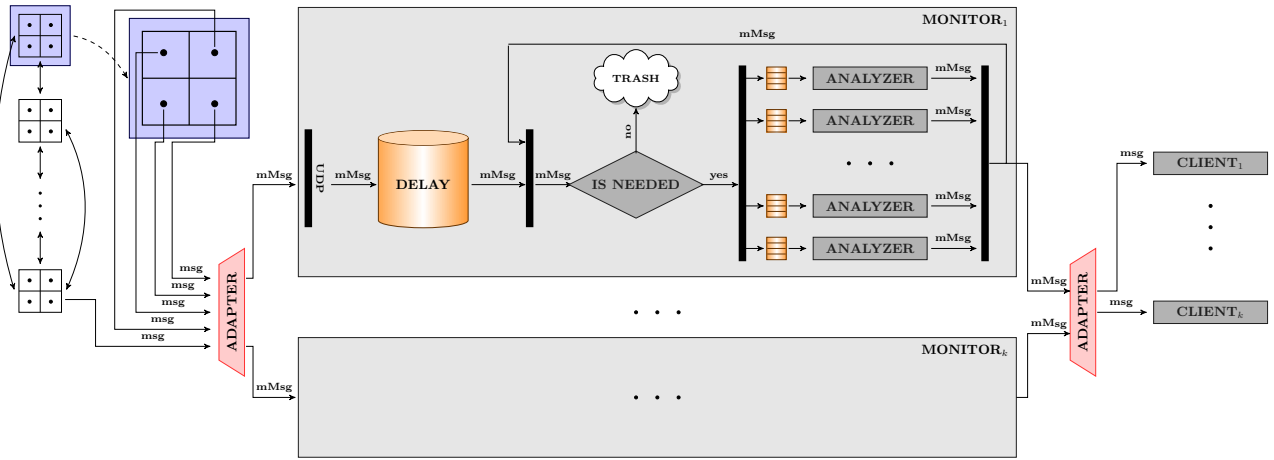 MONITOR₁
mMsg
TRASH
no
UDP
mMsg
DELAY
mMsg
mMsg
IS NEEDED
yes
ANALYZER
mMsg
ANALYZER
mMsg
ANALYZER
mMsg
ANALYZER
mMsg
mMsg
msg
msg
msg
msg
msg
ADAPTER
mMsg
MONITORₖ
mMsg
mMsg
ADAPTER
msg
CLIENT₁
msg
CLIENTₖ